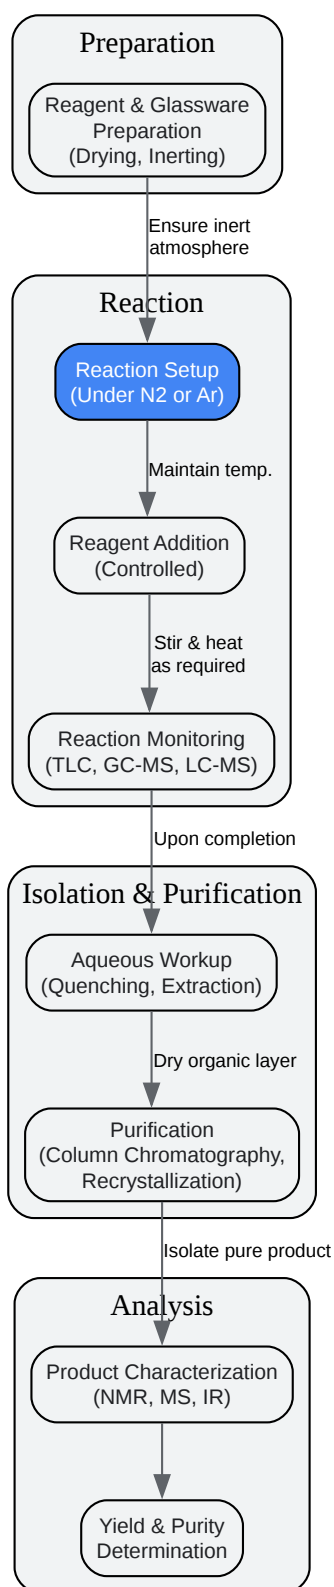 Preparation
Reagent & Glassware
Preparation
(Drying, Inerting)
Ensure inert
atmosphere
Reaction
Reaction Setup
(Under N2 or Ar)
Maintain temp.
Reagent Addition
(Controlled)
Stir & heat
as required
Reaction Monitoring
(TLC, GC-MS, LC-MS)
Upon completion
Isolation & Purification
Aqueous Workup
(Quenching, Extraction)
Dry organic layer
Purification
(Column Chromatography,
Recrystallization)
Isolate pure product
Analysis
Product Characterization
(NMR, MS, IR)
Yield & Purity
Determination